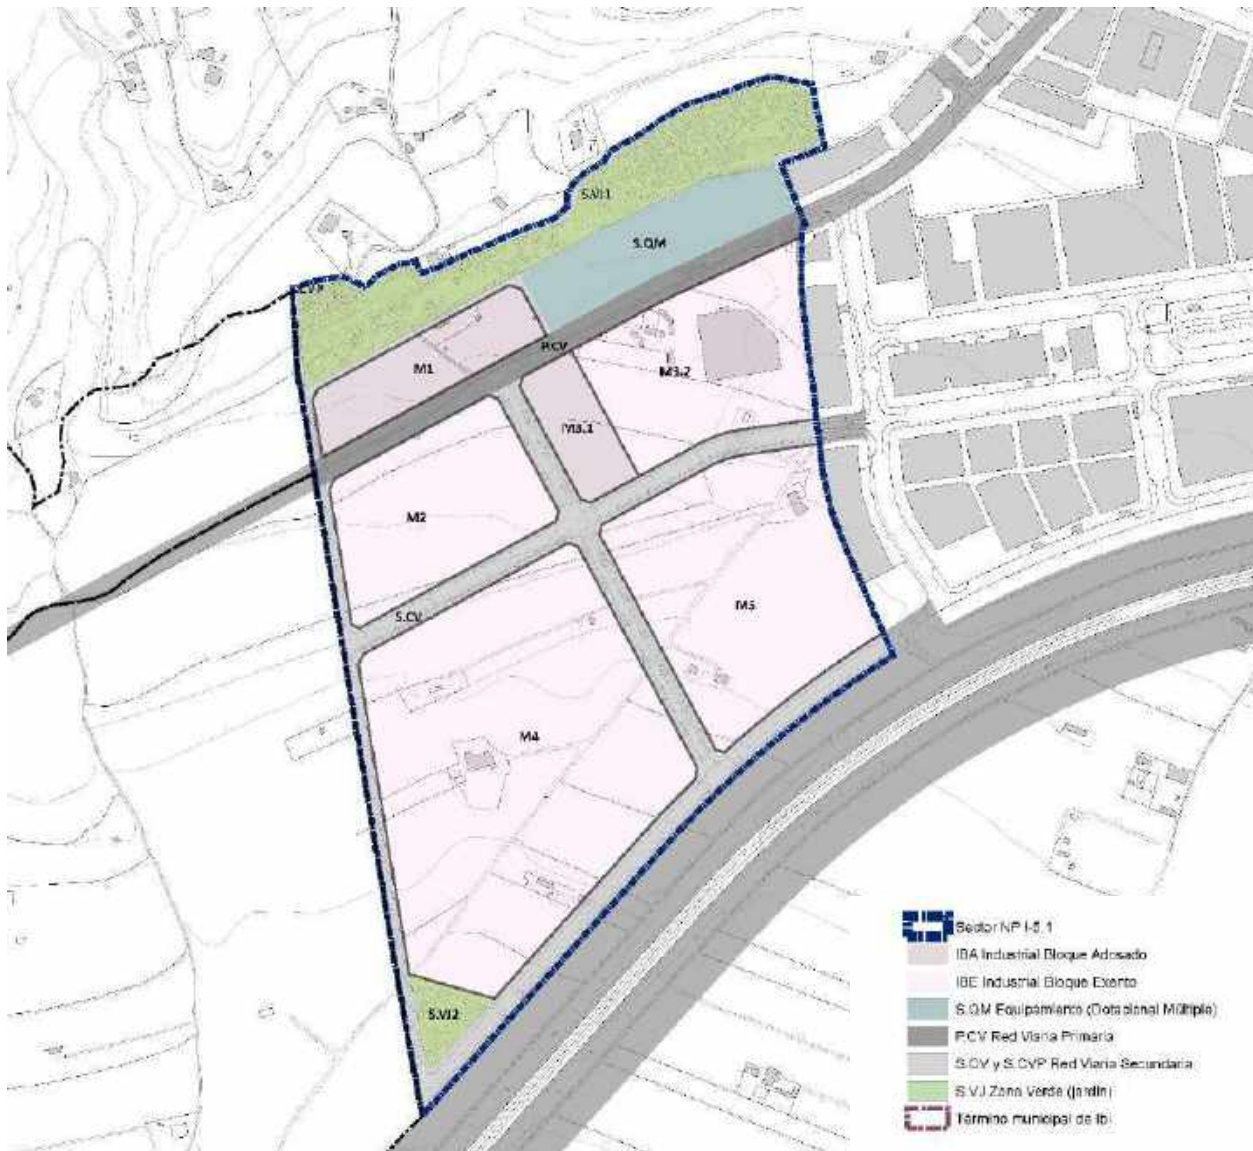 S.VJ1
S.QM
P.CV
M1
M3.2
M3.1
M2
S.CV
M5
M4
S.VJ2
Sector NP I-5.1
IBA Industrial Bloque Adosado
IBE Industrial Bloque Exento
S.QM Equipamiento (Dotacional Múltiple)
P.CV Red Viaria Primaria
S.CV y S.CVP Red Viaria Secundaria
S.VJ Zona Verde (jardín)
Término municipal de Ibi